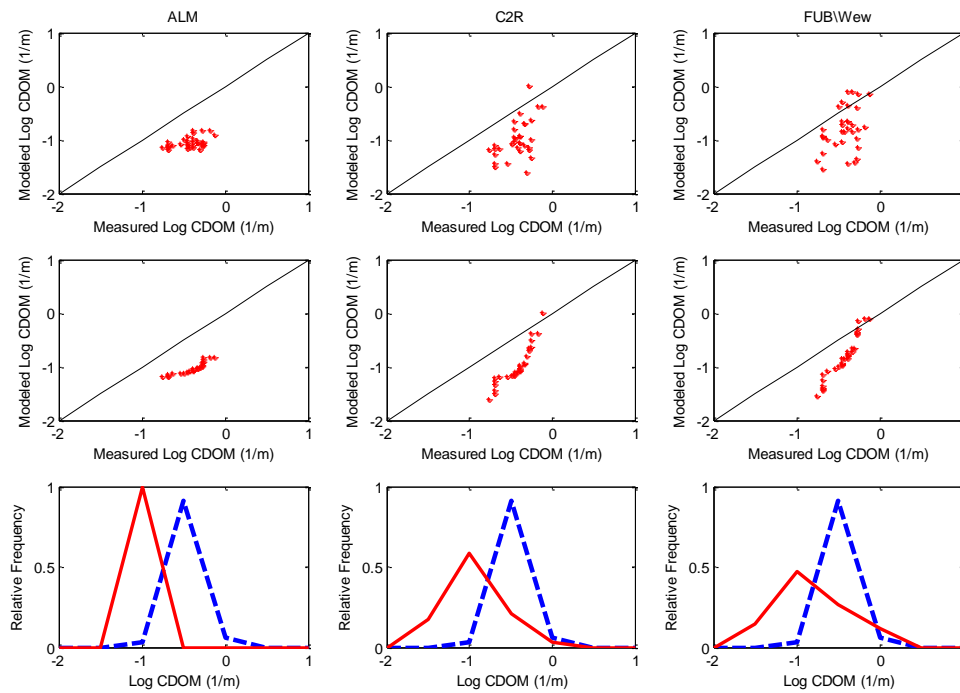 ALM C2R FUB\Wew
Modeled Log CDOM (1/m) Modeled Log CDOM (1/m) Modeled Log CDOM (1/m)
1 1 1
0 0 0
-1 -1 -1
-2 -2 -2
-2 -1 0 1 -2 -1 0 1 -2 -1 0
Measured Log CDOM (1/m) Measured Log CDOM (1/m) Measured Log CDOM (1/m)
Modeled Log CDOM (1/m) Modeled Log CDOM (1/m) Modeled Log CDOM (1/m)
1 1 1
0 0 0
-1 -1 -1
-2 -2 -2
-2 -1 0 1 -2 -1 0 1 -2 -1 0
Measured Log CDOM (1/m) Measured Log CDOM (1/m) Measured Log CDOM (1/m)
Relative Frequency Relative Frequency Relative Frequency
1 1 1
0.5 0.5 0.5
0 0 0
-2 -1 0 1 -2 -1 0 1 -2 -1 0
Log CDOM (1/m) Log CDOM (1/m) Log CDOM (1/m)